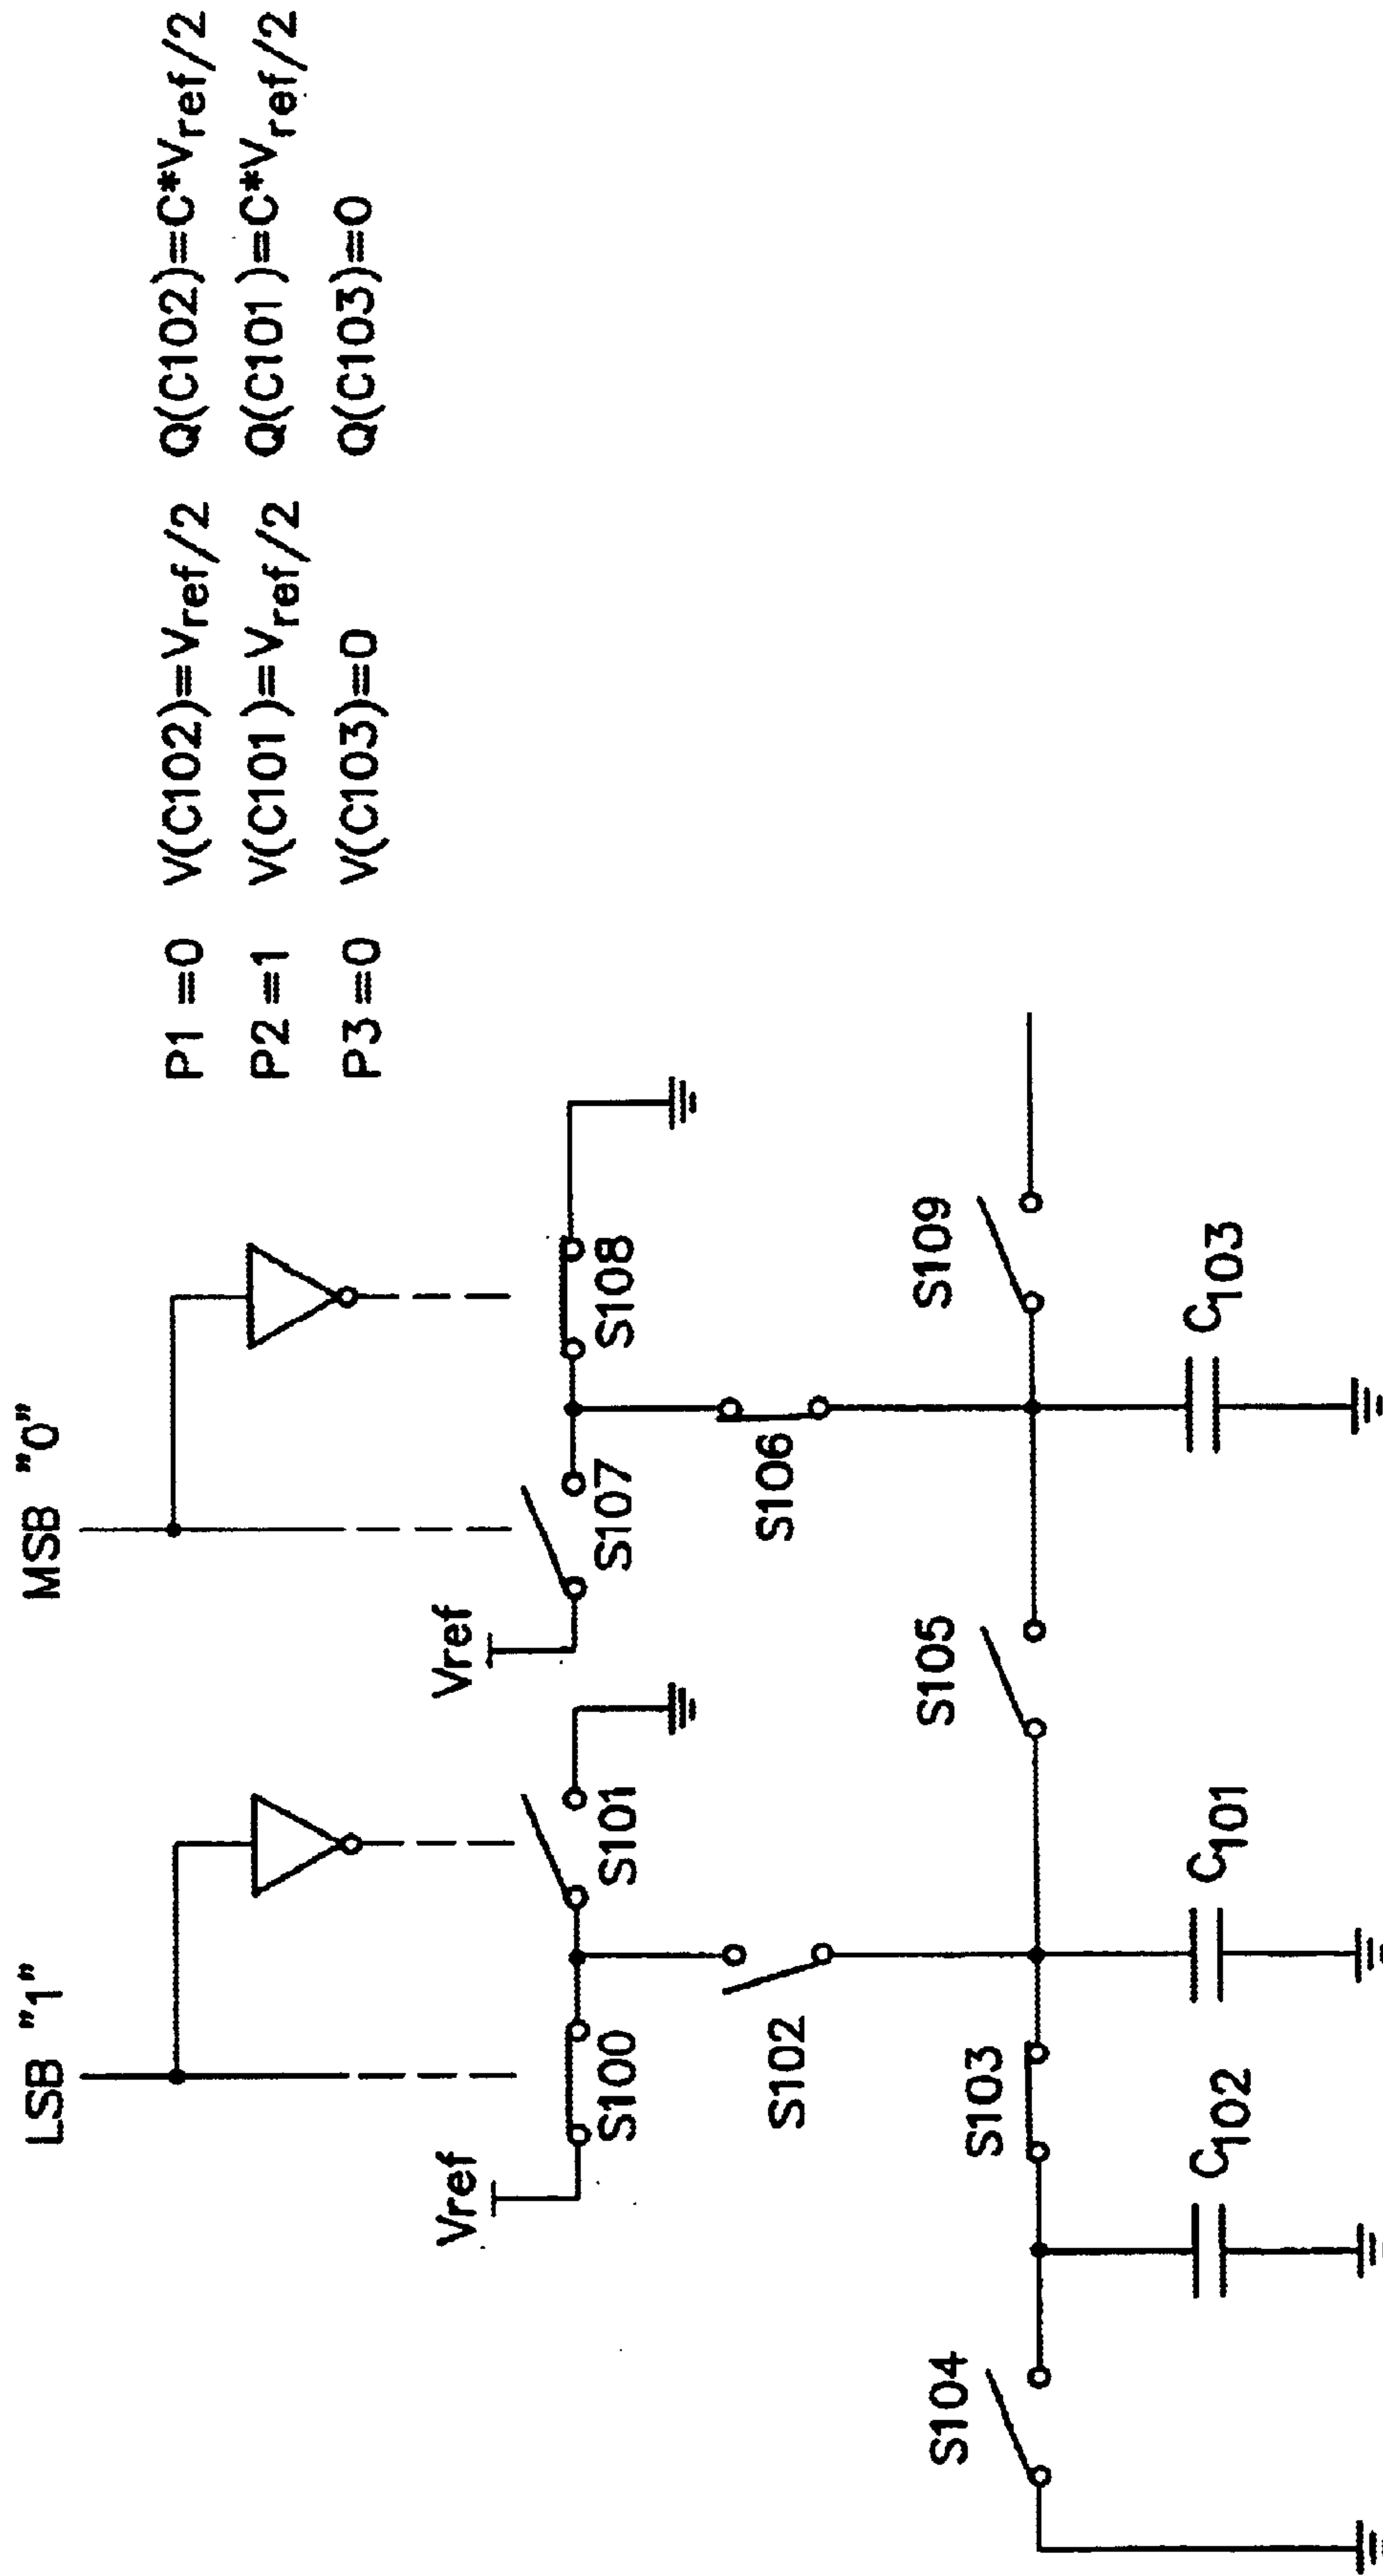 LSB "1"
MSB "0"
P1=0 V(C102)=Vref/2 Q(C102)=C*Vref/2
P2=1 V(C101)=Vref/2 Q(C101)=C*Vref/2
P3=0 V(C103)=0 Q(C103)=0
Vref
S100
S101
Vref
S107
S108
S102
S106
S104
S103
S105
S109
C102
C101
C103